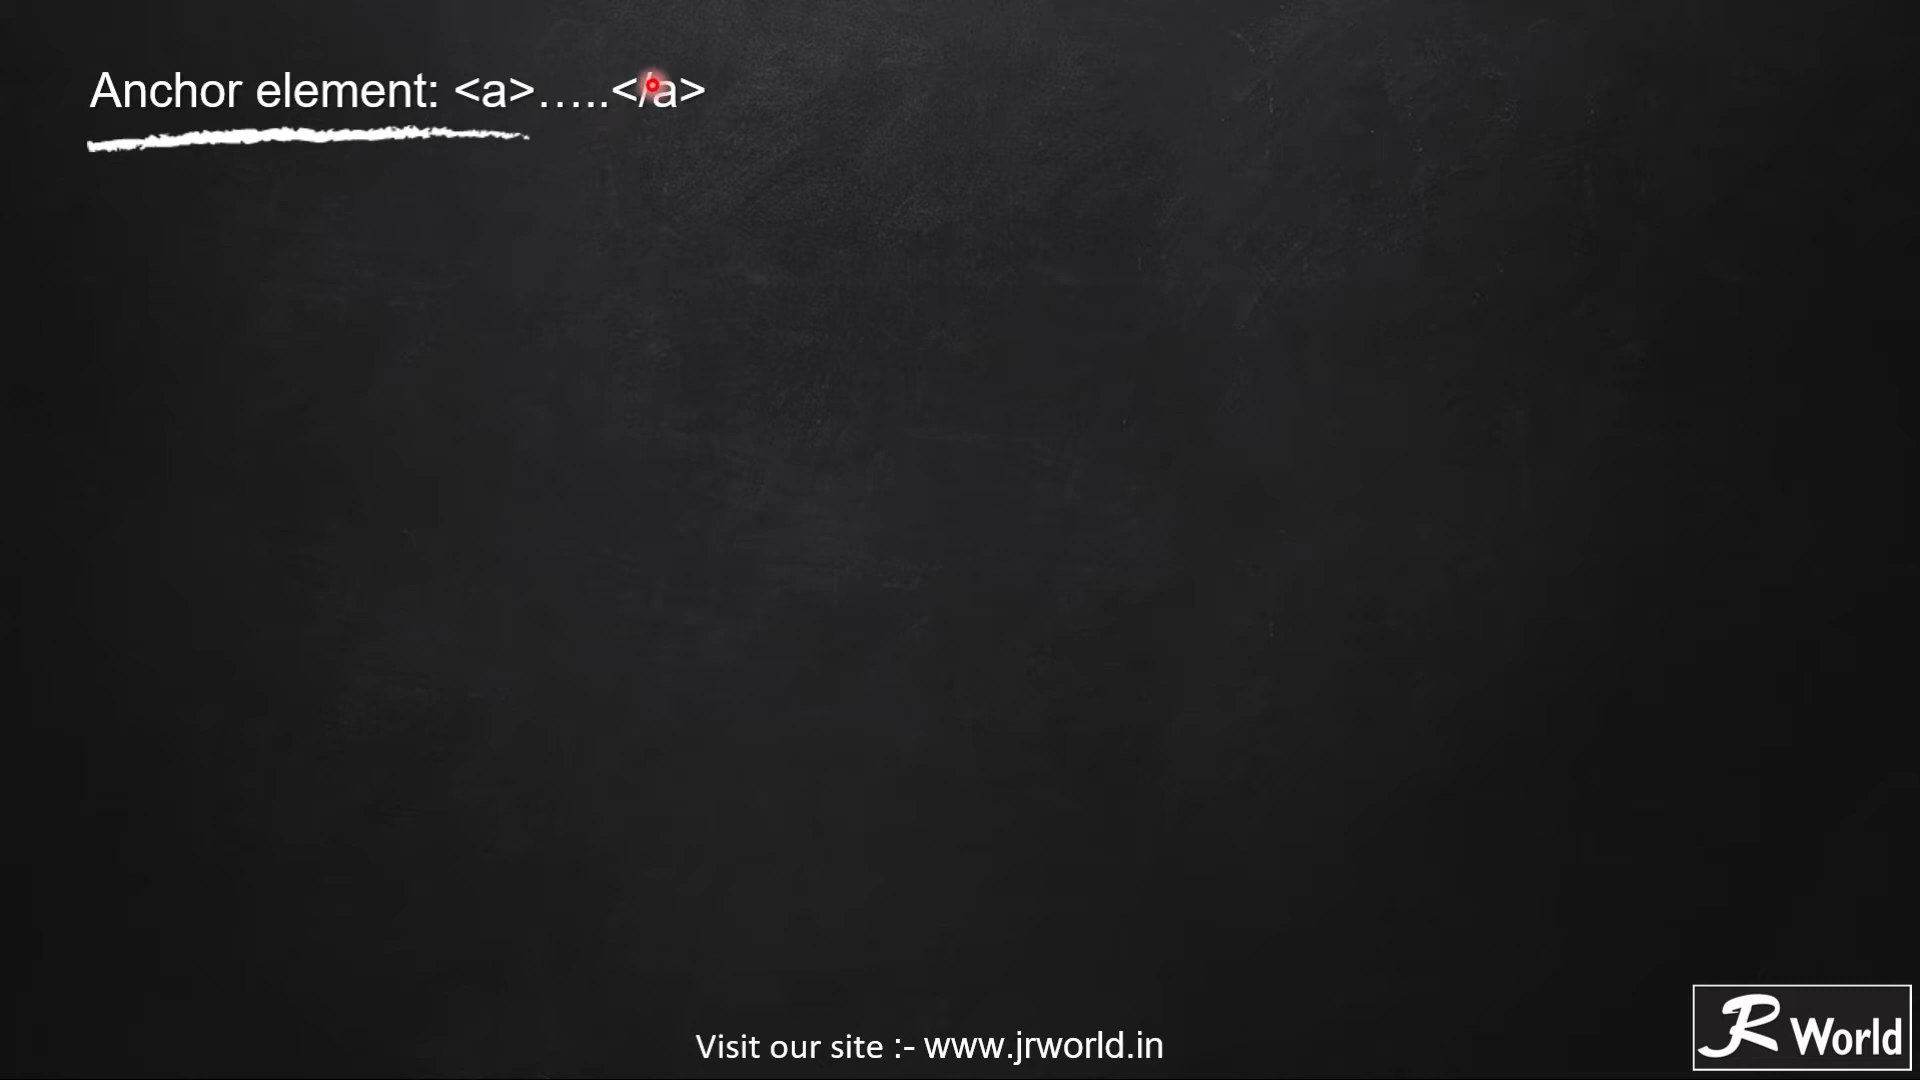 Anchor element: <a>…..</a>
Visit our site :- www.jrworld.in
JR World